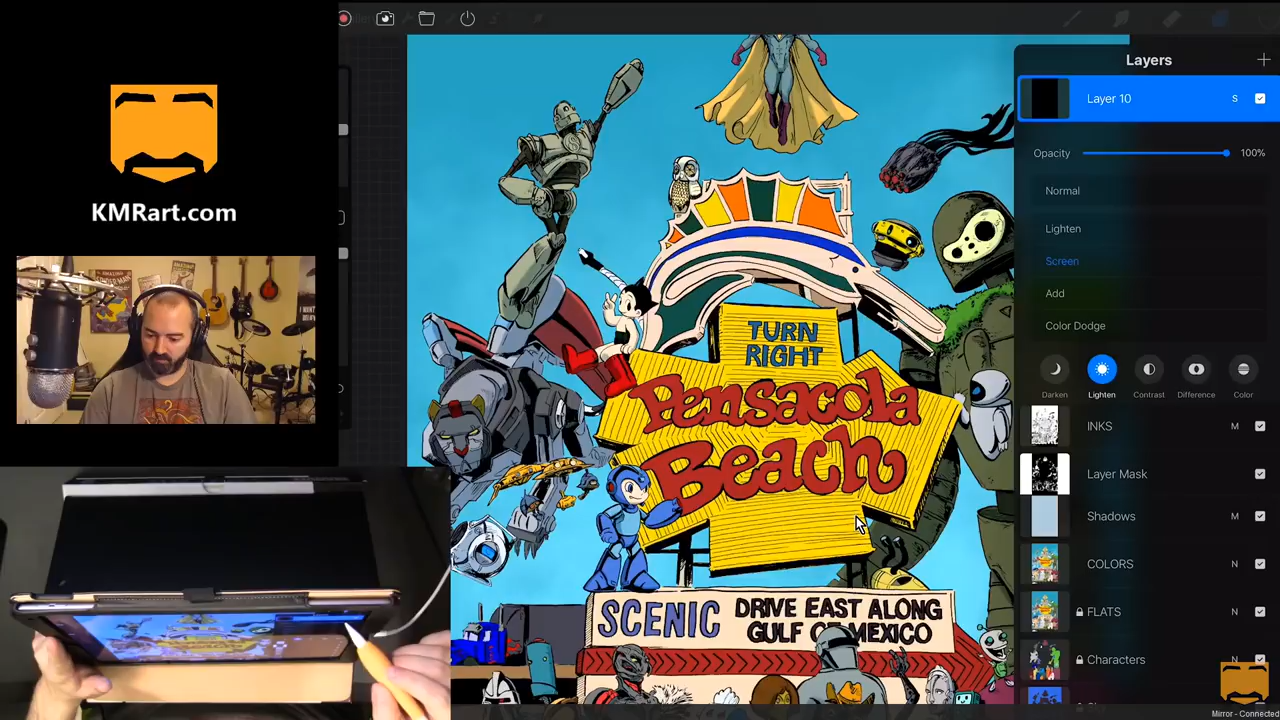 KMRart.com
Layers
Layer 10
S
Opacity
100%
Normal
Lighten
Screen
Add
Color Dodge
Darken
Lighten
Contrast
Difference
Color
INKS
M
Layer Mask
Shadows
M
COLORS
N
FLATS
N
Characters
N
TURN
RIGHT
Pensacola
Beach
SCENIC
DRIVE EAST ALONG
GULF OF MEXICO
Mirror - Connected